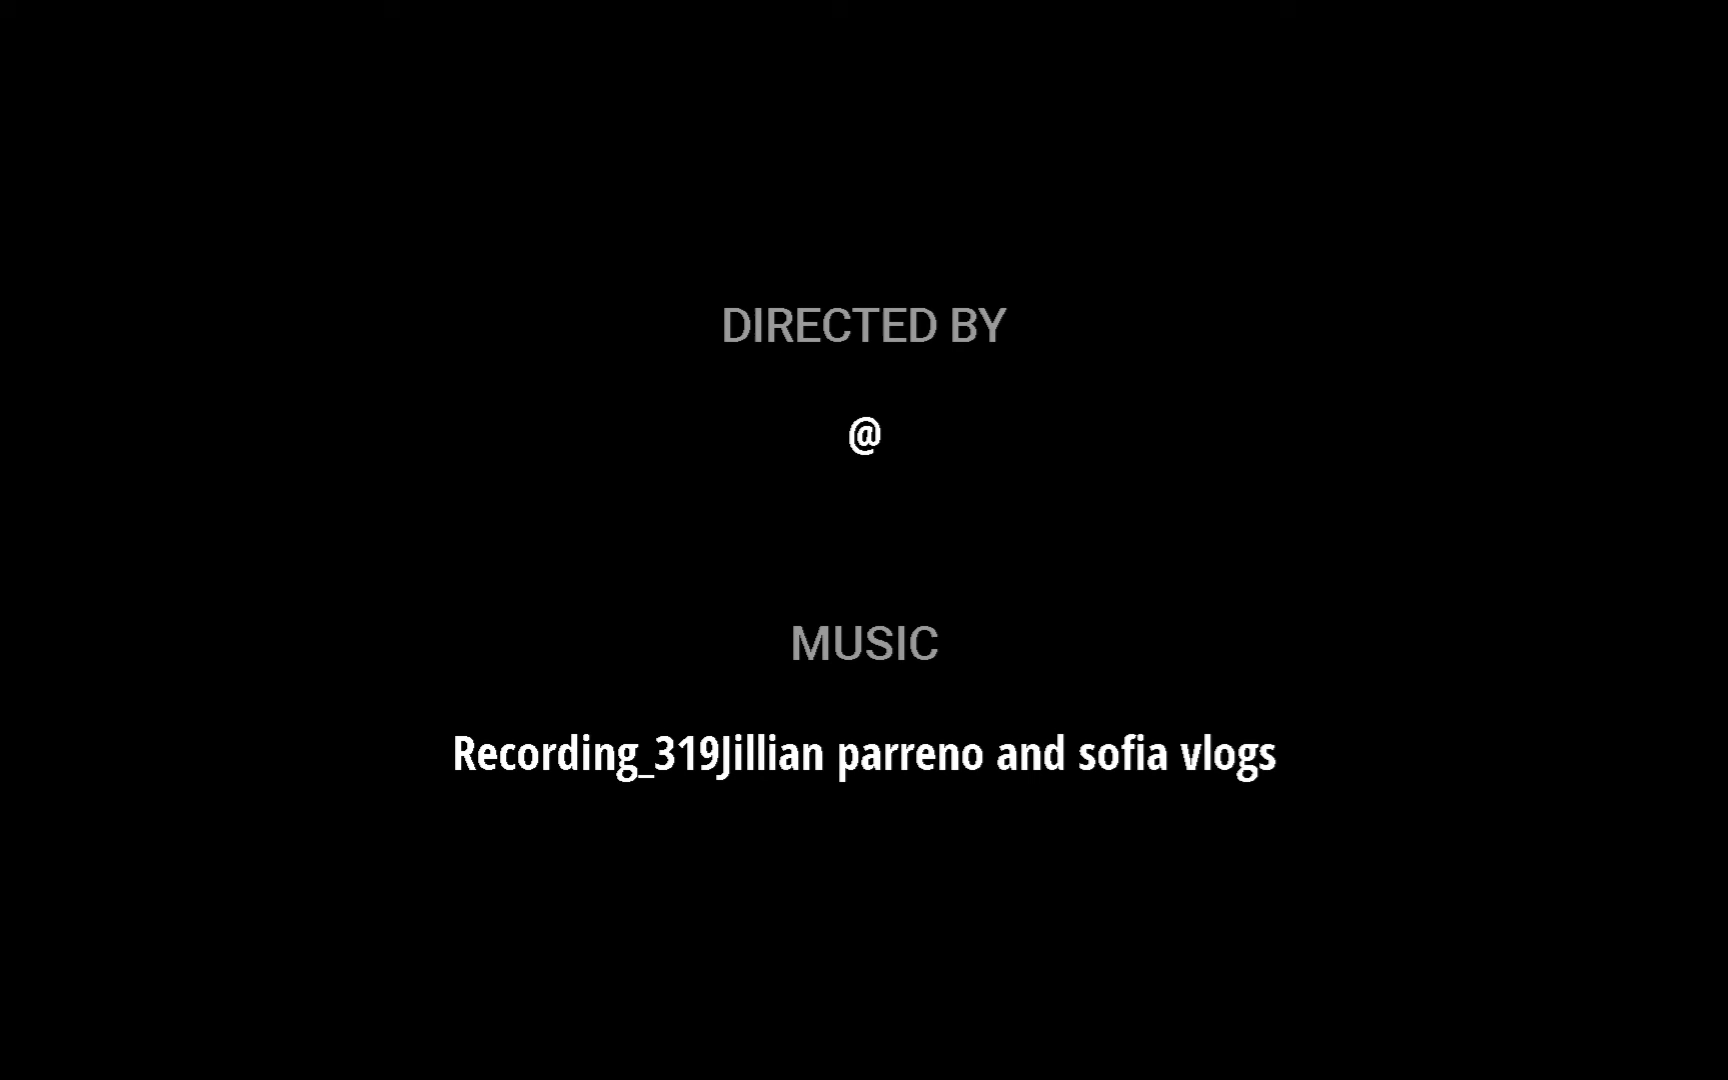 DIRECTED BY
@
MUSIC
Recording_319Jillian parreno and sofia vlogs